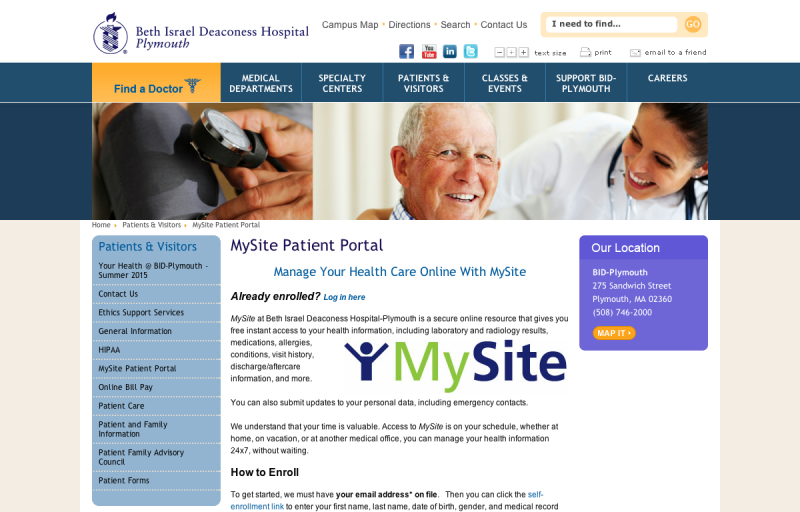 Beth Israel Deaconess Hospital
Plymouth
Campus Map • Directions • Search • Contact Us
I need to find...
GO
text size
print
email to a friend
Find a Doctor
MEDICAL DEPARTMENTS
SPECIALTY CENTERS
PATIENTS & VISITORS
CLASSES & EVENTS
SUPPORT BID-PLYMOUTH
CAREERS
Home › Patients & Visitors › MySite Patient Portal
Patients & Visitors
Your Health @ BID-Plymouth -
Summer 2015
Contact Us
Ethics Support Services
General Information
HIPAA
MySite Patient Portal
Online Bill Pay
Patient Care
Patient and Family
Information
Patient Family Advisory
Council
Patient Forms
MySite Patient Portal
Manage Your Health Care Online With MySite
Already enrolled? Log in here
MySite at Beth Israel Deaconess Hospital-Plymouth is a secure online resource that gives you
free instant access to your health information, including laboratory and radiology results,
medications, allergies,
conditions, visit history,
discharge/aftercare
information, and more.
MySite
You can also submit updates to your personal data, including emergency contacts.
We understand that your time is valuable. Access to MySite is on your schedule, whether at
home, on vacation, or at another medical office, you can manage your health information
24x7, without waiting.
How to Enroll
To get started, we must have your email address* on file. Then you can click the self-
enrollment link to enter your first name, last name, date of birth, gender, and medical record
Our Location
BID-Plymouth
275 Sandwich Street
Plymouth, MA 02360
(508) 746-2000
MAP IT ›